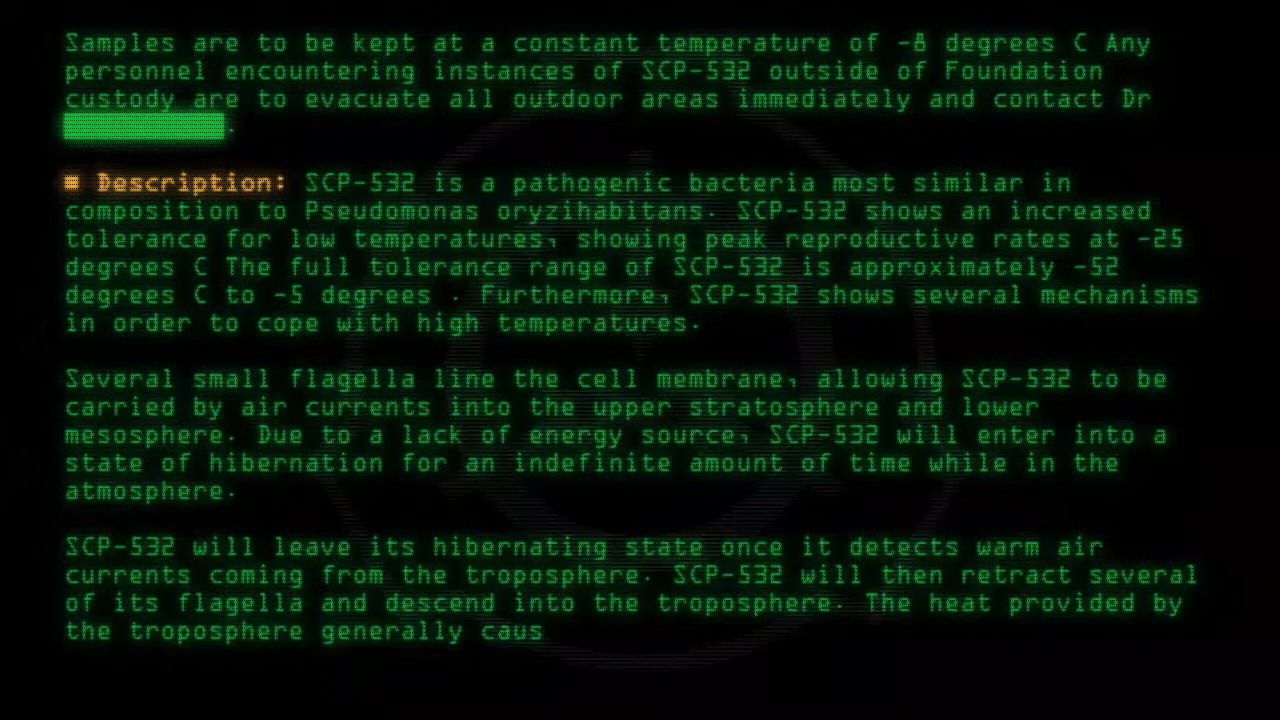 Samples are to be kept at a constant temperature of -8 degrees C Any
personnel encountering instances of SCP-532 outside of Foundation
custody are to evacuate all outdoor areas immediately and contact Dr
.
■ Description: SCP-532 is a pathogenic bacteria most similar in
composition to Pseudomonas oryzihabitans. SCP-532 shows an increased
tolerance for low temperatures, showing peak reproductive rates at -25
degrees C The full tolerance range of SCP-532 is approximately -52
degrees C to -5 degrees . Furthermore, SCP-532 shows several mechanisms
in order to cope with high temperatures.
Several small flagella line the cell membrane, allowing SCP-532 to be
carried by air currents into the upper stratosphere and lower
mesosphere. Due to a lack of energy source, SCP-532 will enter into a
state of hibernation for an indefinite amount of time while in the
atmosphere.
SCP-532 will leave its hibernating state once it detects warm air
currents coming from the troposphere. SCP-532 will then retract several
of its flagella and descend into the troposphere. The heat provided by
the troposphere generally caus